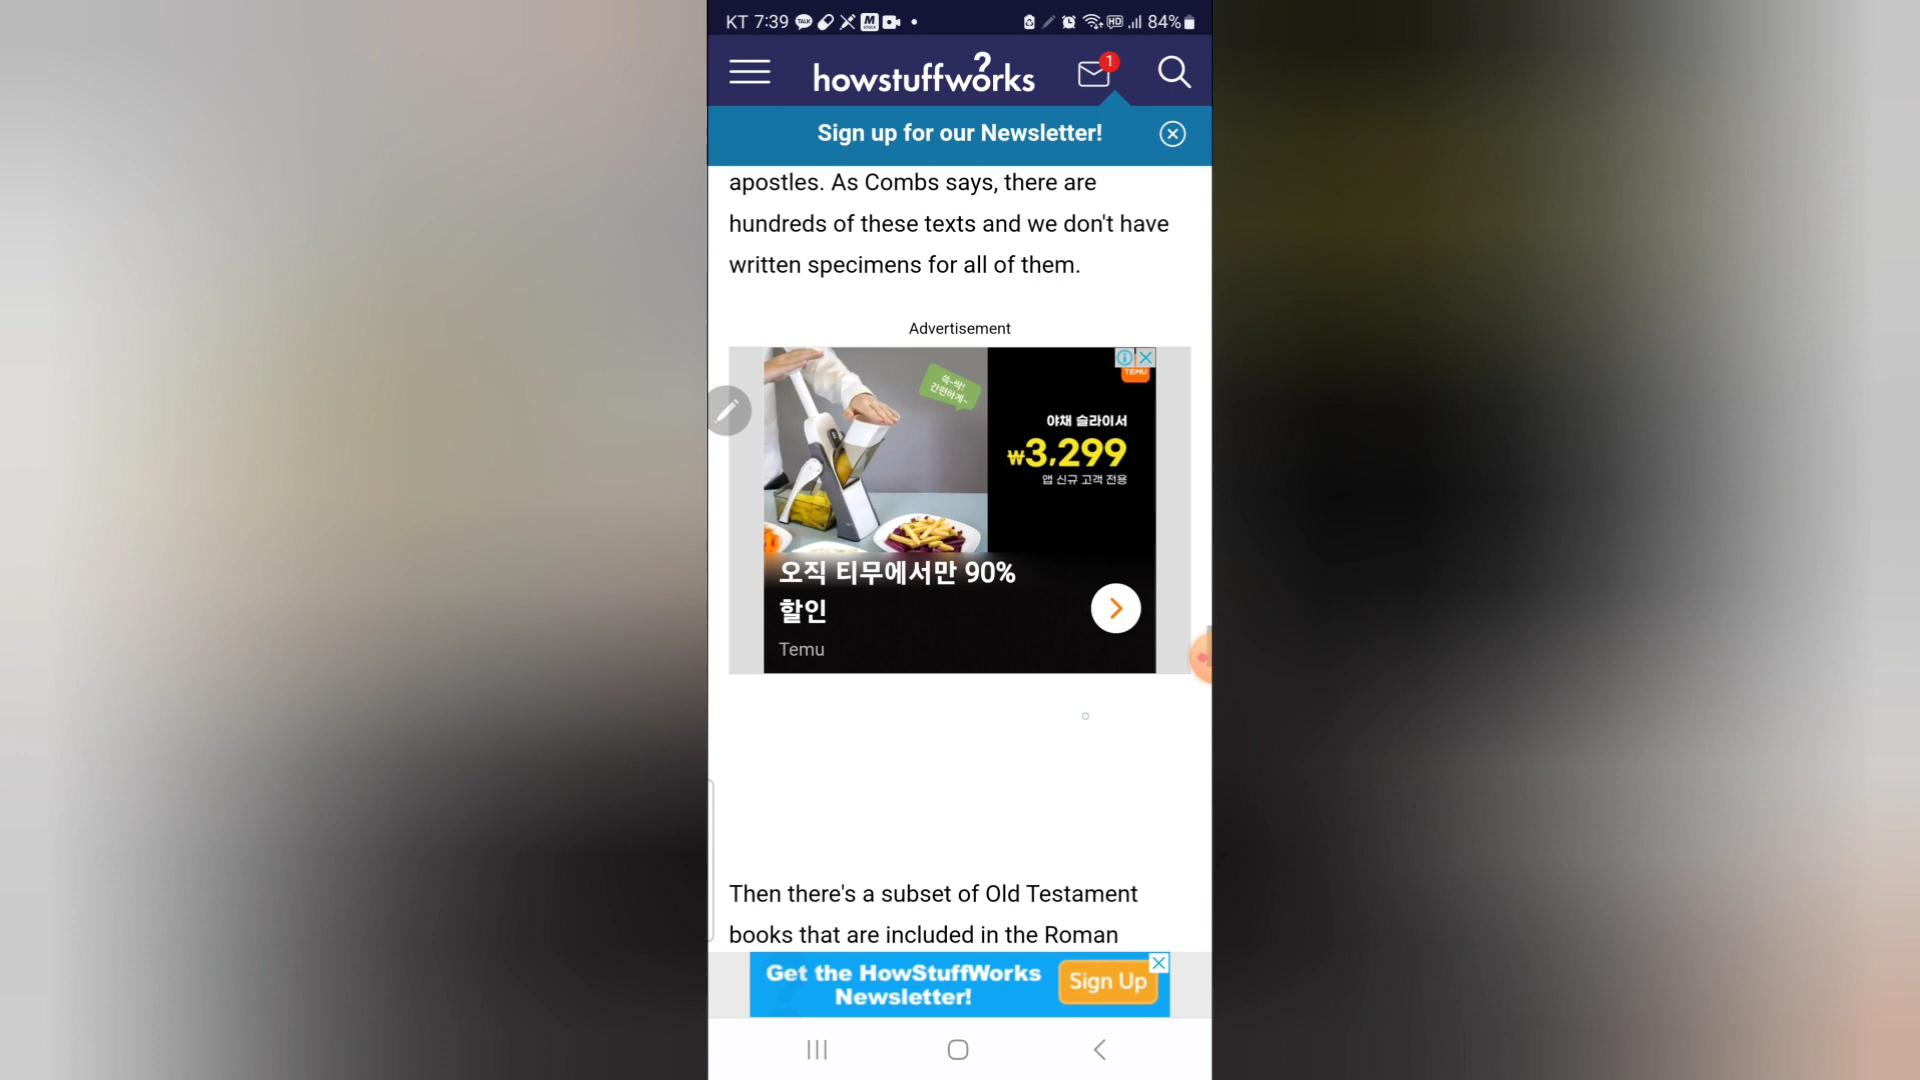 KT 7:39 84%
howstuffworks 1
Sign up for our Newsletter!
apostles. As Combs says, there are
hundreds of these texts and we don't have
written specimens for all of them.
Advertisement
쓱-싹!
간편하게~
TEMU
야채 슬라이서
₩3,299
앱 신규 고객 전용
오직 티무에서만 90%
할인
Temu
Then there's a subset of Old Testament
books that are included in the Roman
Get the HowStuffWorks
Newsletter!
Sign Up